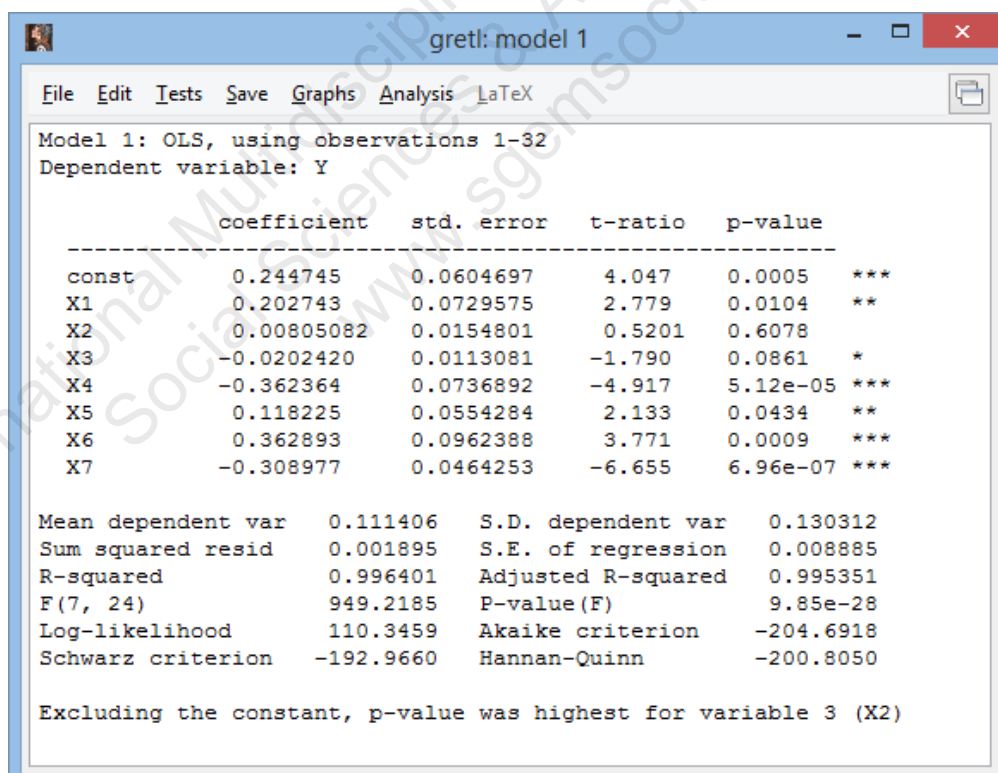 gretl: model 1
File Edit Tests Save Graphs Analysis LaTeX
Model 1: OLS, using observations 1-32
Dependent variable: Y
coefficient std. error t-ratio p-value
---------------------------------------------------------
const 0.244745 0.0604697 4.047 0.0005 ***
X1 0.202743 0.0729575 2.779 0.0104 **
X2 0.00805082 0.0154801 0.5201 0.6078
X3 -0.0202420 0.0113081 -1.790 0.0861 *
X4 -0.362364 0.0736892 -4.917 5.12e-05 ***
X5 0.118225 0.0554284 2.133 0.0434 **
X6 0.362893 0.0962388 3.771 0.0009 ***
X7 -0.308977 0.0464253 -6.655 6.96e-07 ***
Mean dependent var 0.111406 S.D. dependent var 0.130312
Sum squared resid 0.001895 S.E. of regression 0.008885
R-squared 0.996401 Adjusted R-squared 0.995351
F(7, 24) 949.2185 P-value(F) 9.85e-28
Log-likelihood 110.3459 Akaike criterion -204.6918
Schwarz criterion -192.9660 Hannan-Quinn -200.8050
Excluding the constant, p-value was highest for variable 3 (X2)
Social Sciences &